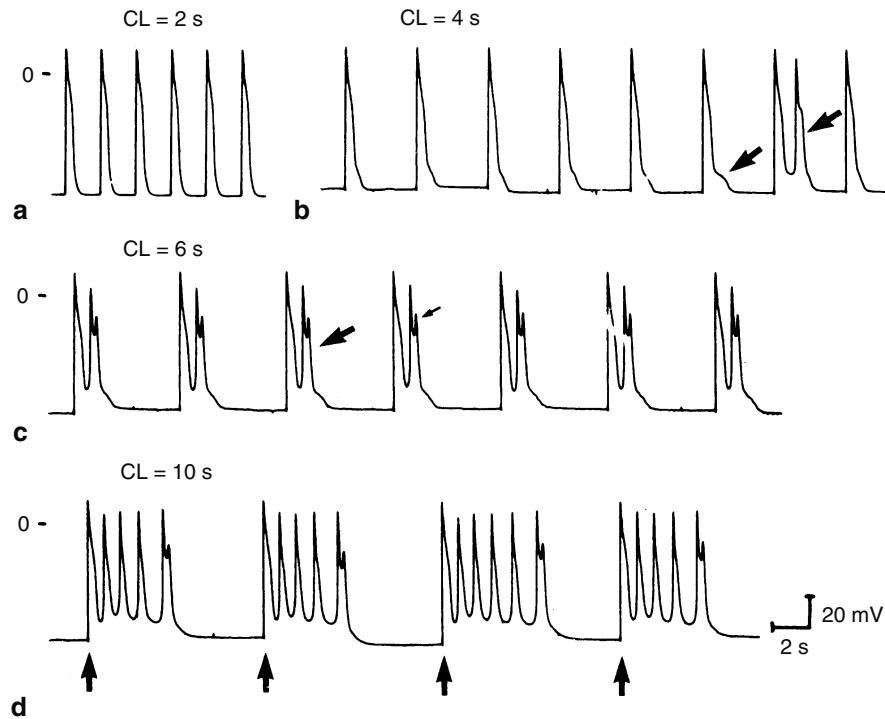 CL = 2 s
CL = 4 s
0
a
b
CL = 6 s
0
c
CL = 10 s
0
20 mV
2 s
d